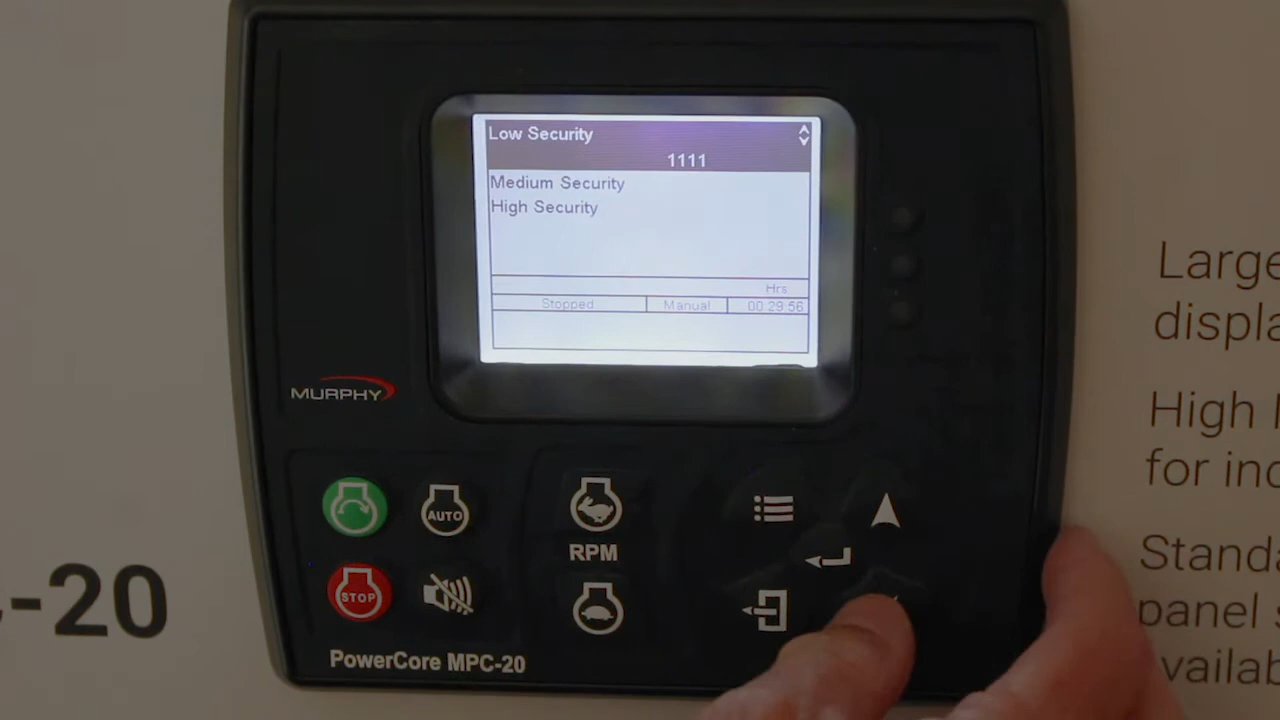 Low Security
1111
Medium Security
High Security
Hrs
Stopped Manual 00:29:56
MURPHY
AUTO
RPM
STOP
PowerCore MPC-20
-20
Large
displa
High
for ind
Standa
panel
vailab